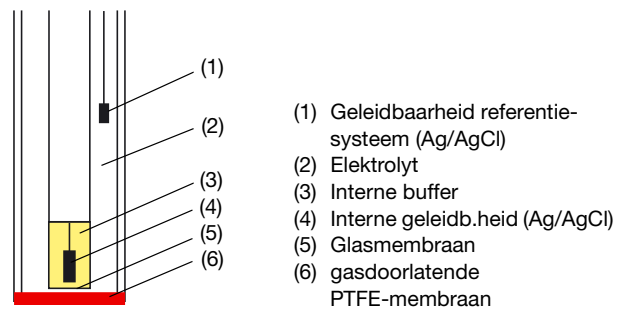 (1)
(2)
(3)
(4)
(5)
(6)
(1) Geleidbaarheid referentie-
systeem (Ag/AgCl)
(2) Elektrolyt
(3) Interne buffer
(4) Interne geleidb.heid (Ag/AgCl)
(5) Glasmembraan
(6) gasdoorlatende
PTFE-membraan